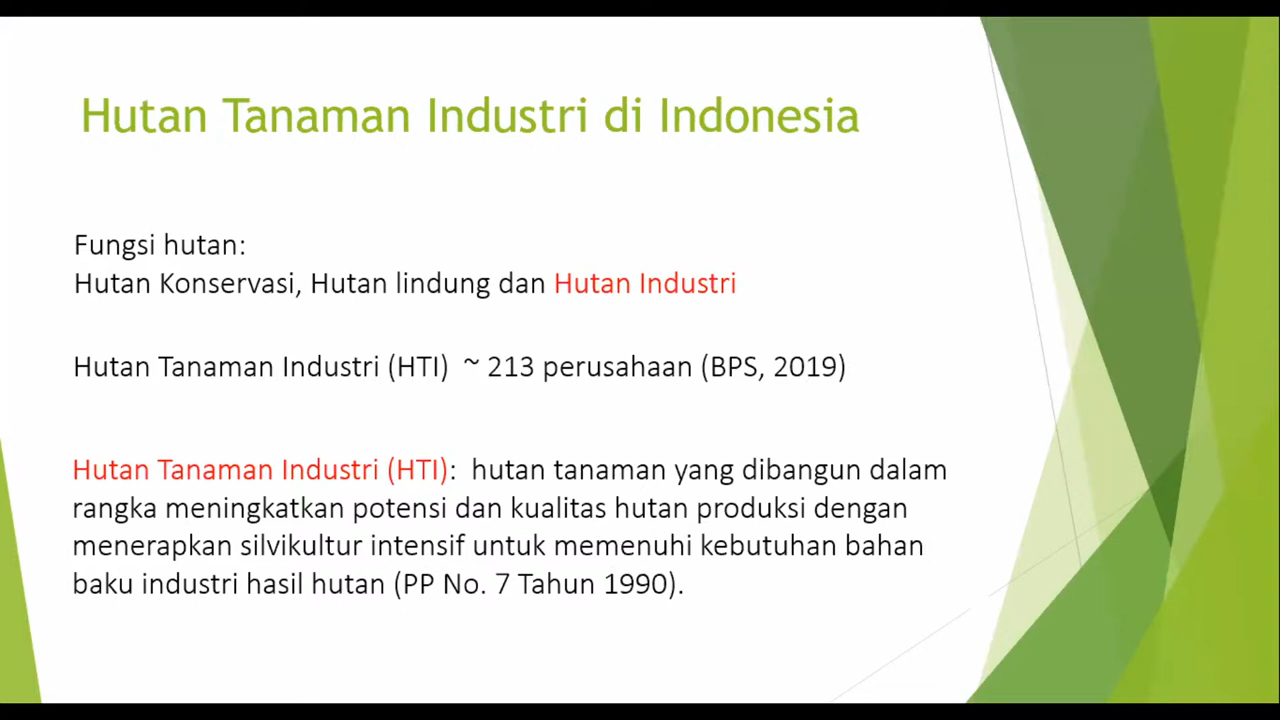 Hutan Tanaman Industri di Indonesia
Fungsi hutan:
Hutan Konservasi, Hutan lindung dan Hutan Industri
Hutan Tanaman Industri (HTI) ~ 213 perusahaan (BPS, 2019)
Hutan Tanaman Industri (HTI): hutan tanaman yang dibangun dalam
rangka meningkatkan potensi dan kualitas hutan produksi dengan
menerapkan silvikultur intensif untuk memenuhi kebutuhan bahan
baku industri hasil hutan (PP No. 7 Tahun 1990).